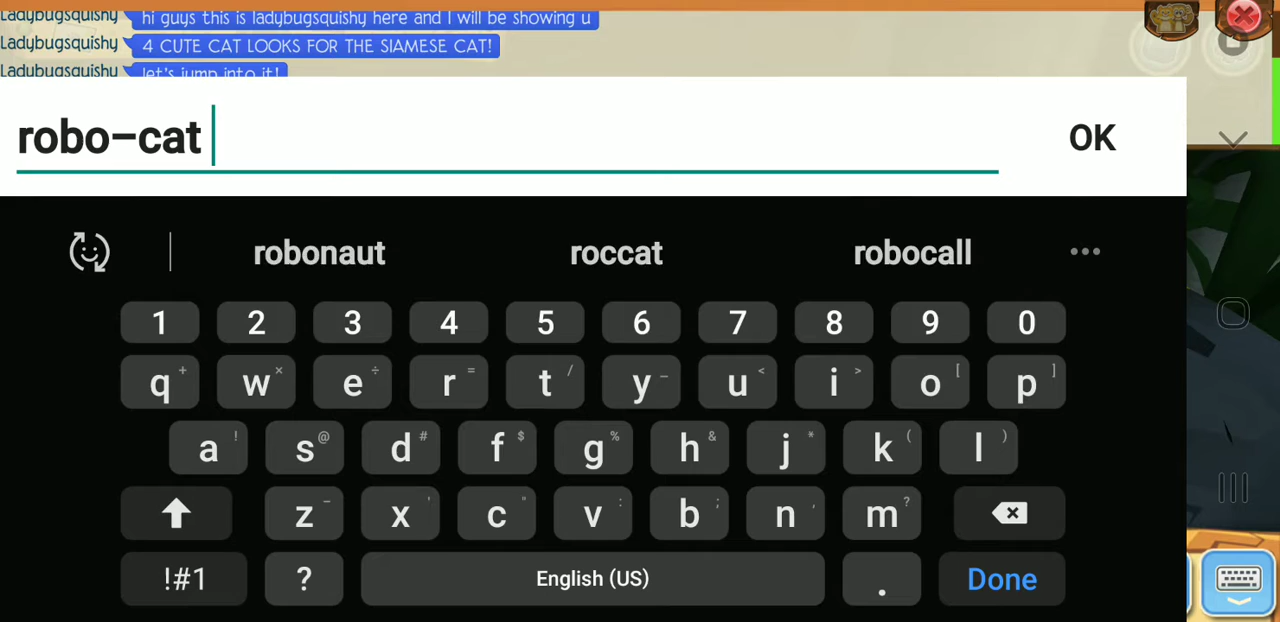 Ladybugsquishy hi guys this is ladybugsquishy here and I will be showing u
Ladybugsquishy 4 CUTE CAT LOOKS FOR THE SIAMESE CAT!
Ladybugsquishy let's jump into it!
robo-cat OK
robonaut roccat robocall
1 2 3 4 5 6 7 8 9 0
q + w × e ÷ r = t / y _ u < i > o [ p ]
a ! s @ d # f $ g % h & j * k ( l )
z - x ' c " v : b ; n , m ?
!#1 ? English (US) . Done